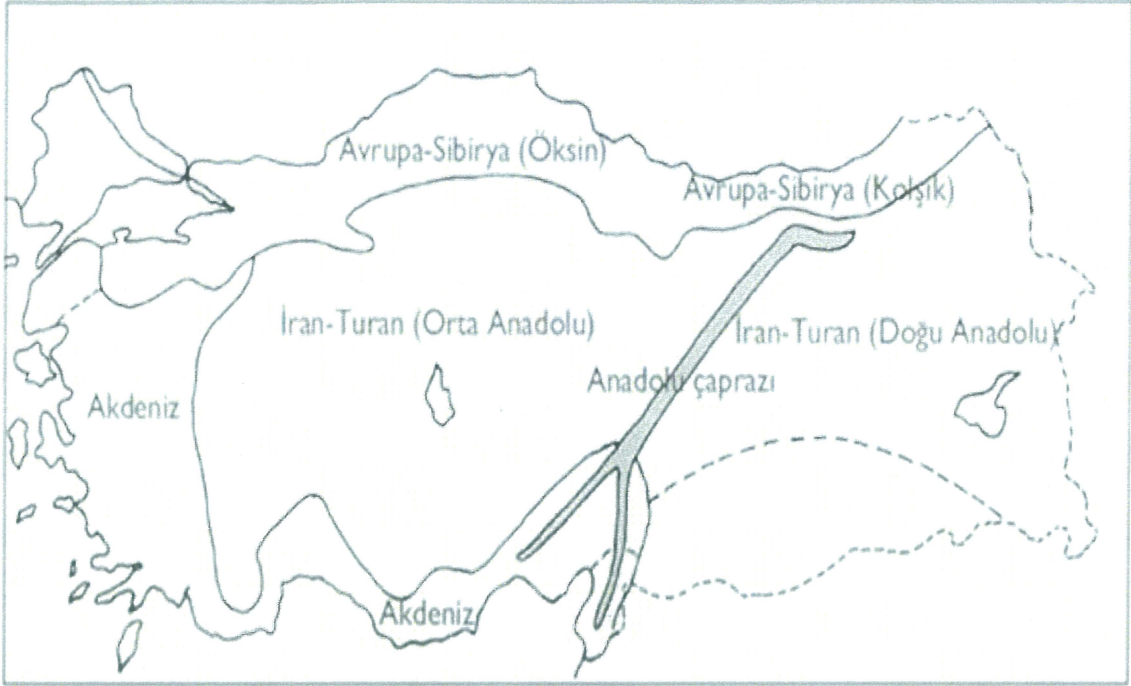 Avrupa-Sibirya (Öksin)
Avrupa-Sibirya (Kolşik)
İran-Turan (Orta Anadolu)
İran-Turan (Doğu Anadolu)
Anadolu çaprazı
Akdeniz
Akdeniz